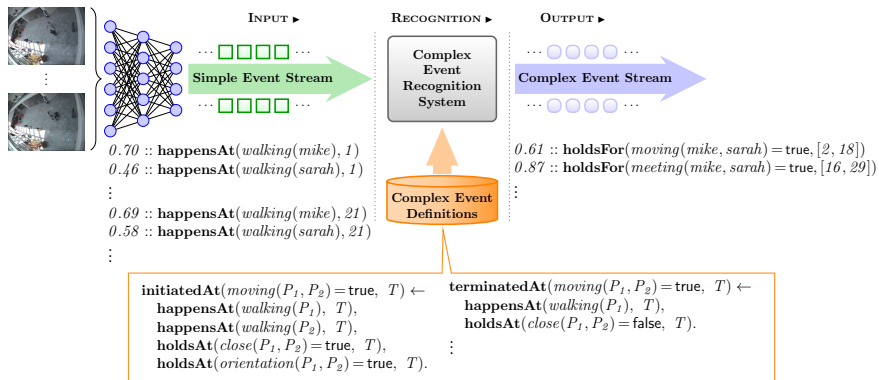 INPUT ▸ RECOGNITION ▸ OUTPUT ▸
Simple Event Stream
Complex
Event
Recognition
System
Complex Event Stream
0.70 :: happensAt(walking(mike), 1)
0.46 :: happensAt(walking(sarah), 1)
⋮
0.69 :: happensAt(walking(mike), 21)
0.58 :: happensAt(walking(sarah), 21)
⋮
Complex Event
Definitions
0.61 :: holdsFor(moving(mike, sarah) = true, [2, 18])
0.87 :: holdsFor(meeting(mike, sarah) = true, [16, 29])
⋮
initiatedAt(moving(P₁, P₂) = true, T) ←
happensAt(walking(P₁), T),
happensAt(walking(P₂), T),
holdsAt(close(P₁, P₂) = true, T),
holdsAt(orientation(P₁, P₂) = true, T).
terminatedAt(moving(P₁, P₂) = true, T) ←
happensAt(walking(P₁), T),
holdsAt(close(P₁, P₂) = false, T).
⋮